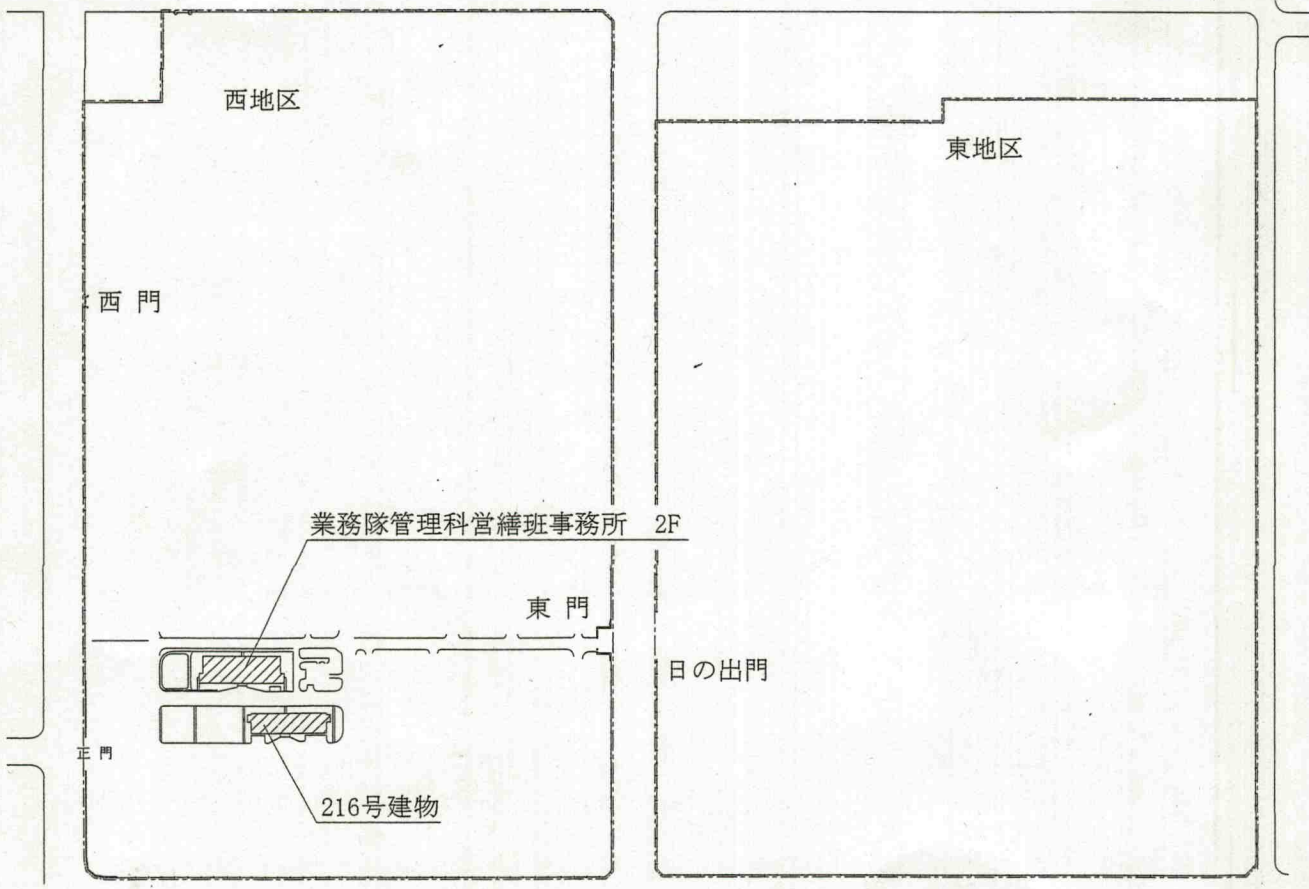 西地区
東地区
西 門
業務隊管理科営繕班事務所 2F
東 門
日の出門
正 門
216号建物